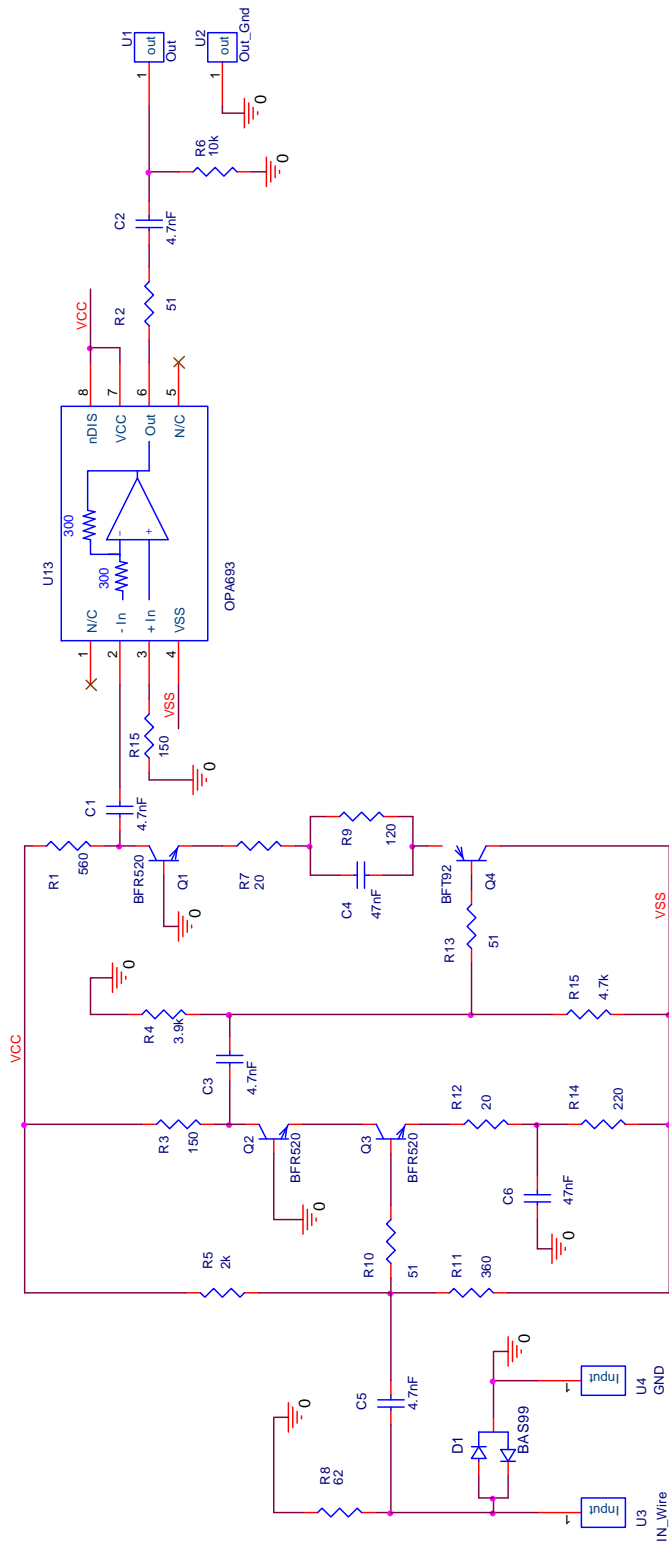 U1
out
Out
1
U2
out
Out_Gnd
1
0
R6
10k
0
C2
4.7nF
VCC
R2
51
8
7
6
5
nDIS
VCC
Out
N/C
U13
300
300
-
+
OPA693
N/C
- In
+ In
VSS
1
2
3
4
VSS
R15
150
0
C1
4.7nF
R1
560
BFR520
Q1
0
R7
20
R9
120
C4
47nF
BFT92
Q4
R13
51
VSS
0
R4
3.9k
R15
4.7k
VCC
C3
4.7nF
R3
150
Q2
BFR520
0
Q3
BFR520
R12
20
R14
220
C6
47nF
0
R5
2k
R10
51
R11
360
C5
4.7nF
0
R8
62
D1
BAS99
0
1
Input
U4
GND
1
Input
U3
IN_Wire